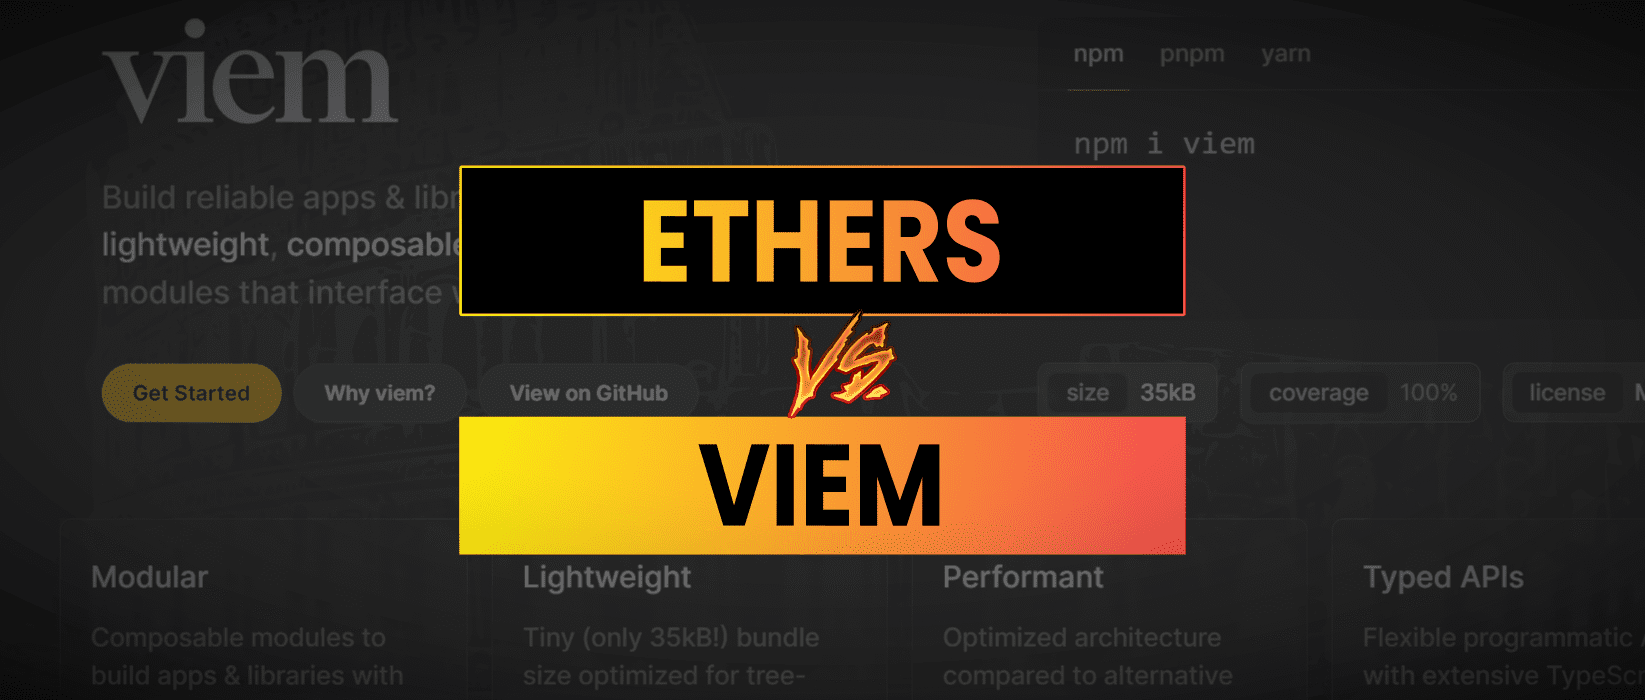 viem
npm pnpm yarn
npm i viem
Build reliable apps & libr
lightweight, composable
modules that interface
ETHERS
VS.
VIEM
Get Started Why viem? View on GitHub
size 35kB coverage 100% license
Modular Lightweight Performant Typed APIs
Composable modules to Tiny (only 35kB!) bundle Optimized architecture Flexible programmatic
build apps & libraries with size optimized for tree- compared to alternative with extensive TypeScr